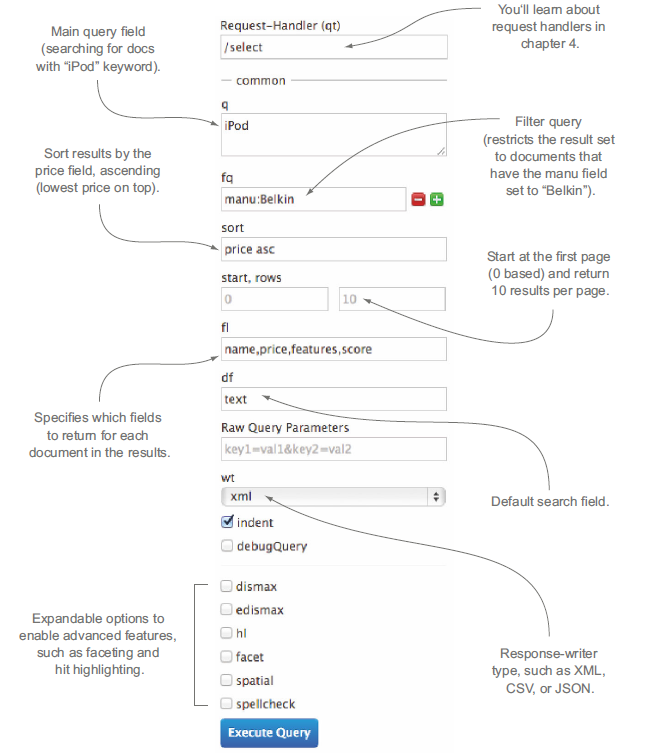 You'll learn about
request handlers in
chapter 4.
Main query field
(searching for docs
with “iPod” keyword).
Request-Handler (qt)
/select
common
q
iPod
Filter query
(restricts the result set
to documents that
have the manu field
set to “Belkin”).
Sort results by the
price field, ascending
(lowest price on top).
fq
manu:Belkin
sort
price asc
Start at the first page
(0 based) and return
10 results per page.
start, rows
0
10
fl
name,price,features,score
df
text
Specifies which fields
to return for each
document in the results.
Raw Query Parameters
key1=val1&key2=val2
Default search field.
wt
xml
indent
debugQuery
Expandable options to
enable advanced features,
such as faceting and
hit highlighting.
dismax
edismax
hl
facet
spatial
spellcheck
Response-writer
type, such as XML,
CSV, or JSON.
Execute Query